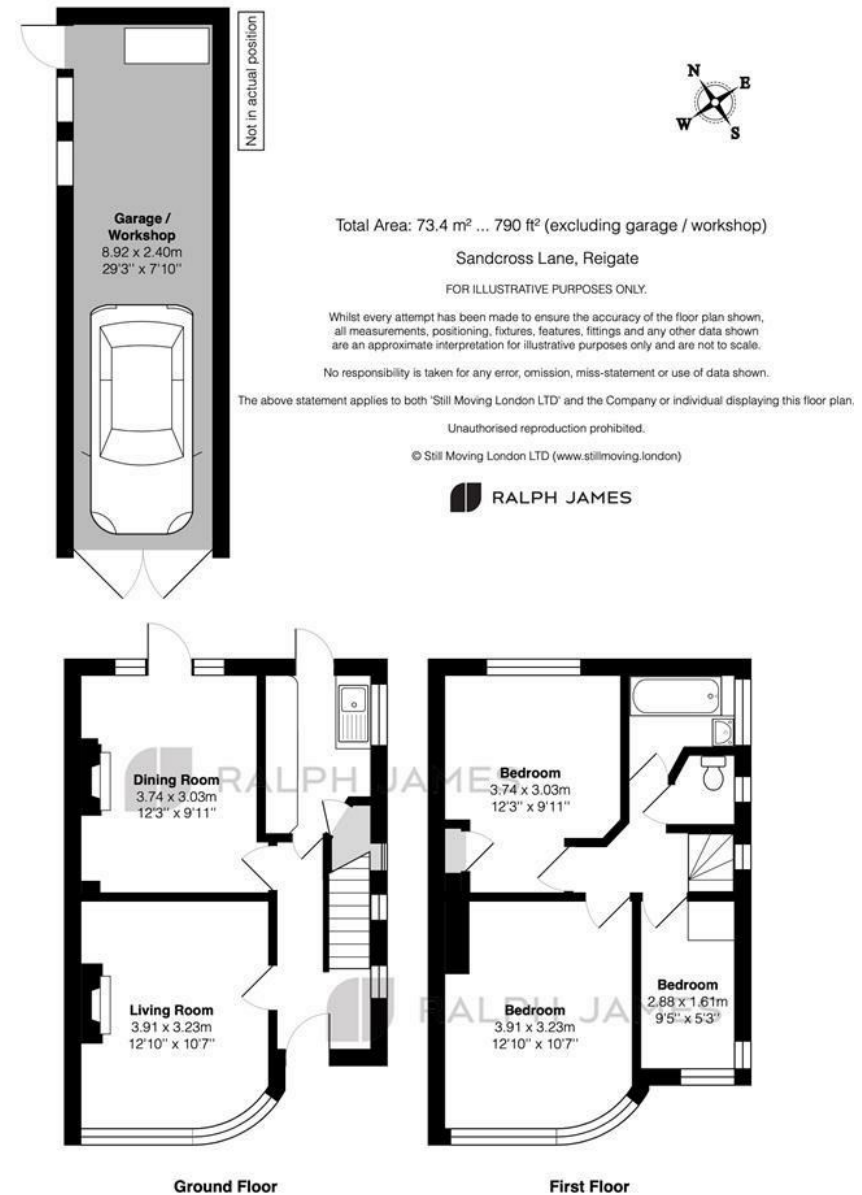 Not in actual position
N
E
W
S
Garage /
Workshop
8.92 x 2.40m
29'3'' x 7'10''
Total Area: 73.4 m² ... 790 ft² (excluding garage / workshop)
Sandcross Lane, Reigate
FOR ILLUSTRATIVE PURPOSES ONLY.
Whilst every attempt has been made to ensure the accuracy of the floor plan shown,
all measurements, positioning, fixtures, features, fittings and any other data shown
are an approximate interpretation for illustrative purposes only and are not to scale.
No responsibility is taken for any error, omission, miss-statement or use of data shown.
The above statement applies to both 'Still Moving London LTD' and the Company or individual displaying this floor plan.
Unauthorised reproduction prohibited.
© Still Moving London LTD (www.stillmoving.london)
RALPH JAMES
RALPH JAMES
Dining Room
3.74 x 3.03m
12'3'' x 9'11''
Living Room
3.91 x 3.23m
12'10'' x 10'7''
Ground Floor
Bedroom
3.74 x 3.03m
12'3'' x 9'11''
RALPH JAMES
Bedroom
3.91 x 3.23m
12'10'' x 10'7''
Bedroom
2.88 x 1.61m
9'5'' x 5'3''
First Floor